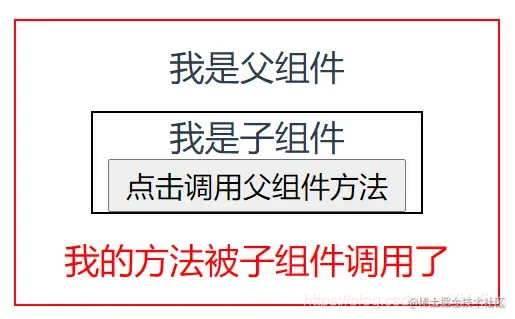 我是父组件
我是子组件
点击调用父组件方法
我的方法被子组件调用了
@稀土掘金技术社区